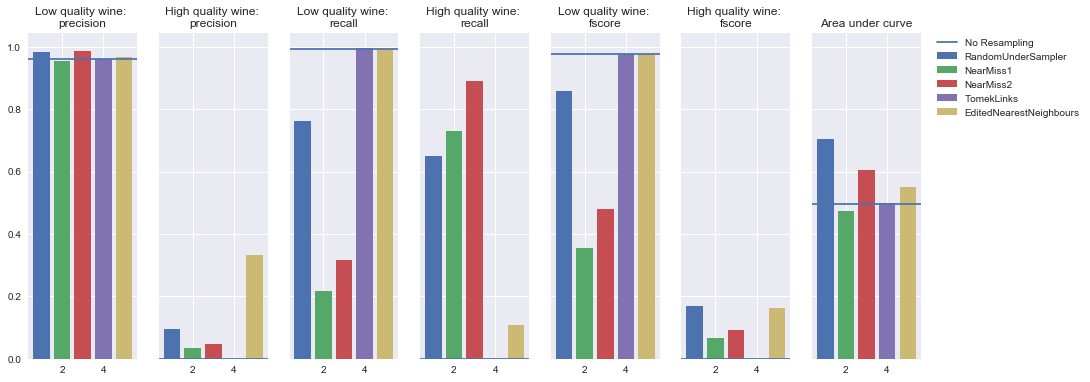 Low quality wine:
precision
High quality wine:
precision
Low quality wine:
recall
High quality wine:
recall
Low quality wine:
fscore
High quality wine:
fscore
Area under curve
1.0
0.8
0.6
0.4
0.2
0.0
2 4
2 4
2 4
2 4
2 4
2 4
2 4
No Resampling
RandomUnderSampler
NearMiss1
NearMiss2
TomekLinks
EditedNearestNeighbours